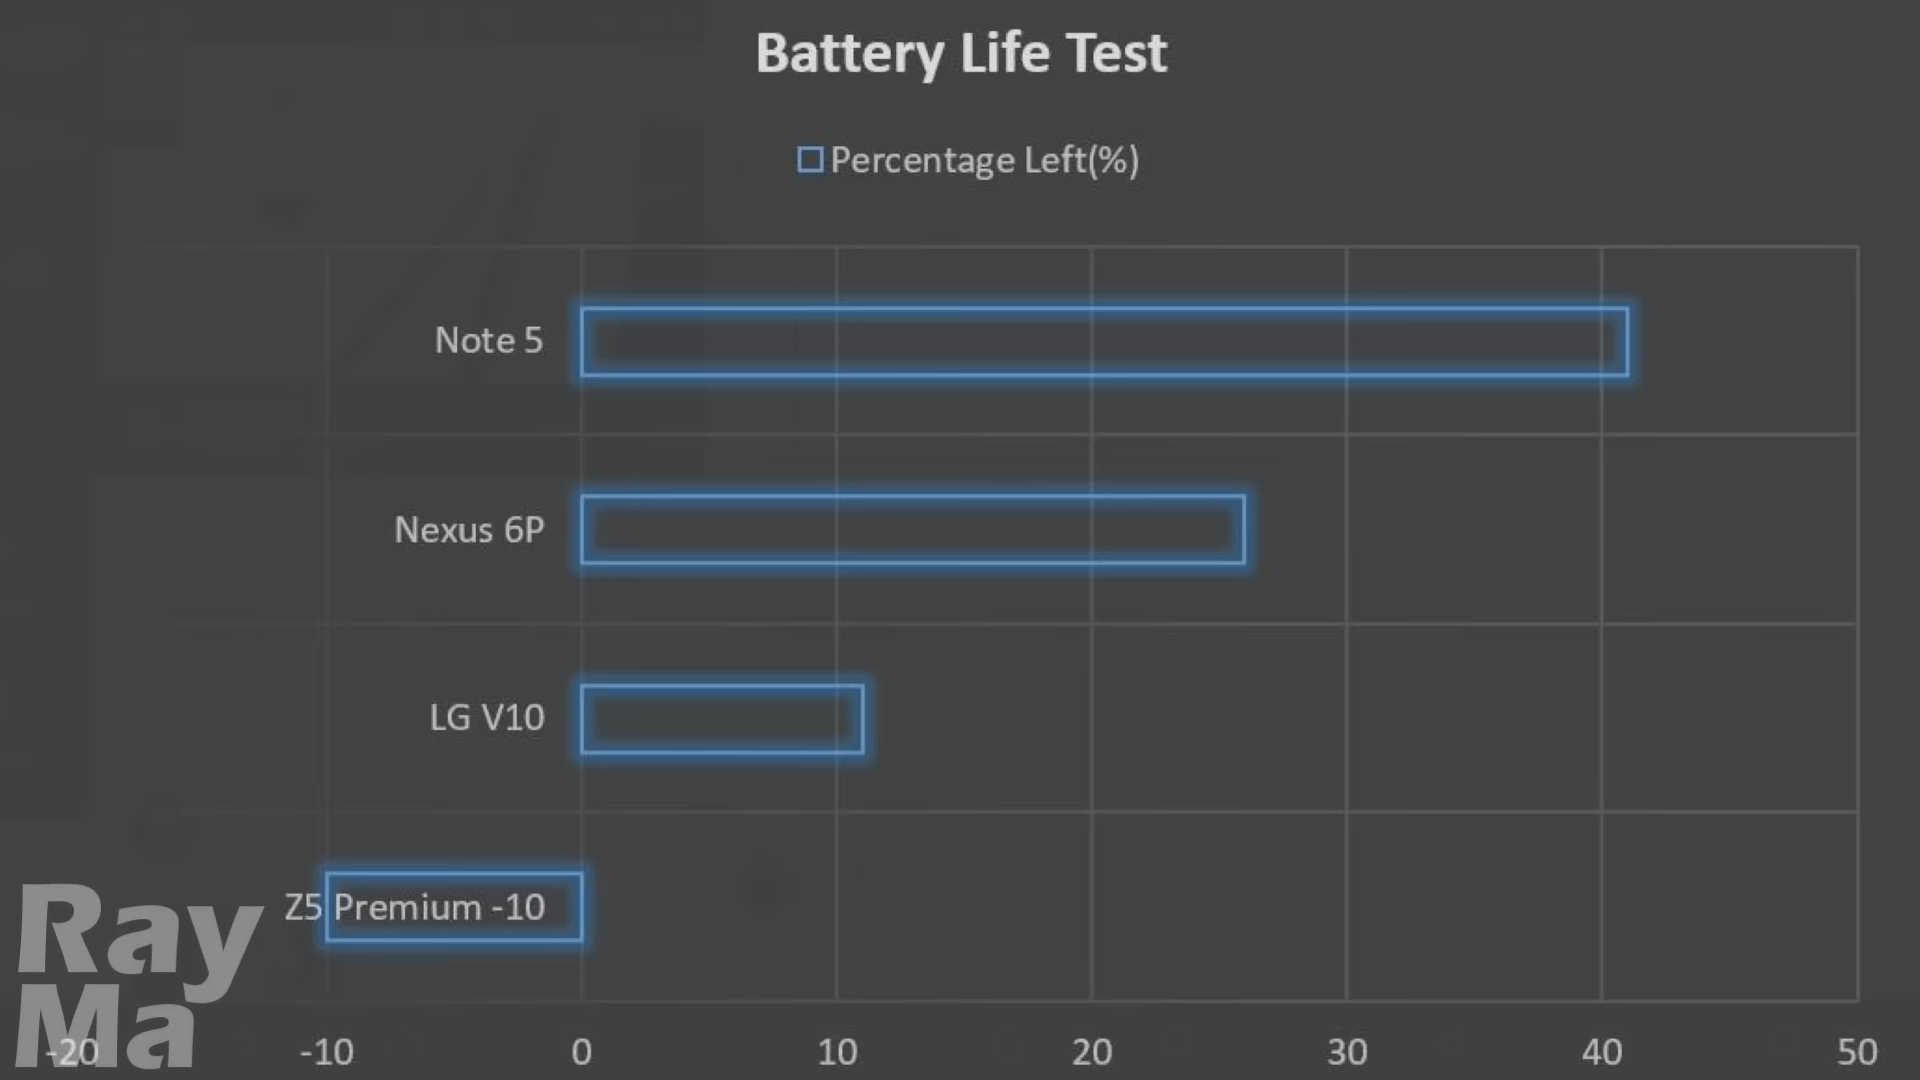 Battery Life Test
Percentage Left(%)
Note 5
Nexus 6P
LG V10
Z5 Premium -10
Ray
Ma
-20 -10 0 10 20 30 40 50